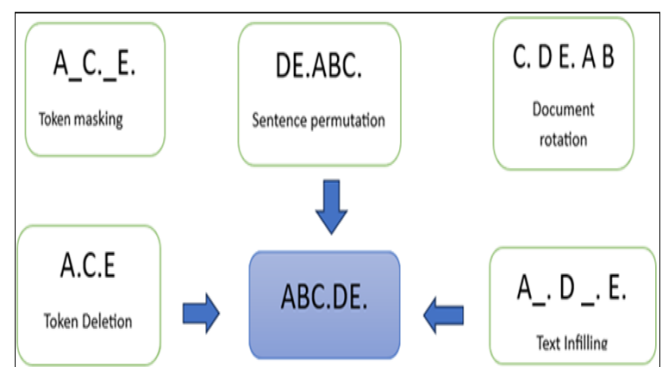 A_C._E.
Token masking
DE.ABC.
Sentence permutation
C. D E. A B
Document
rotation
A.C.E
Token Deletion
ABC.DE.
A_. D _. E.
Text Infilling